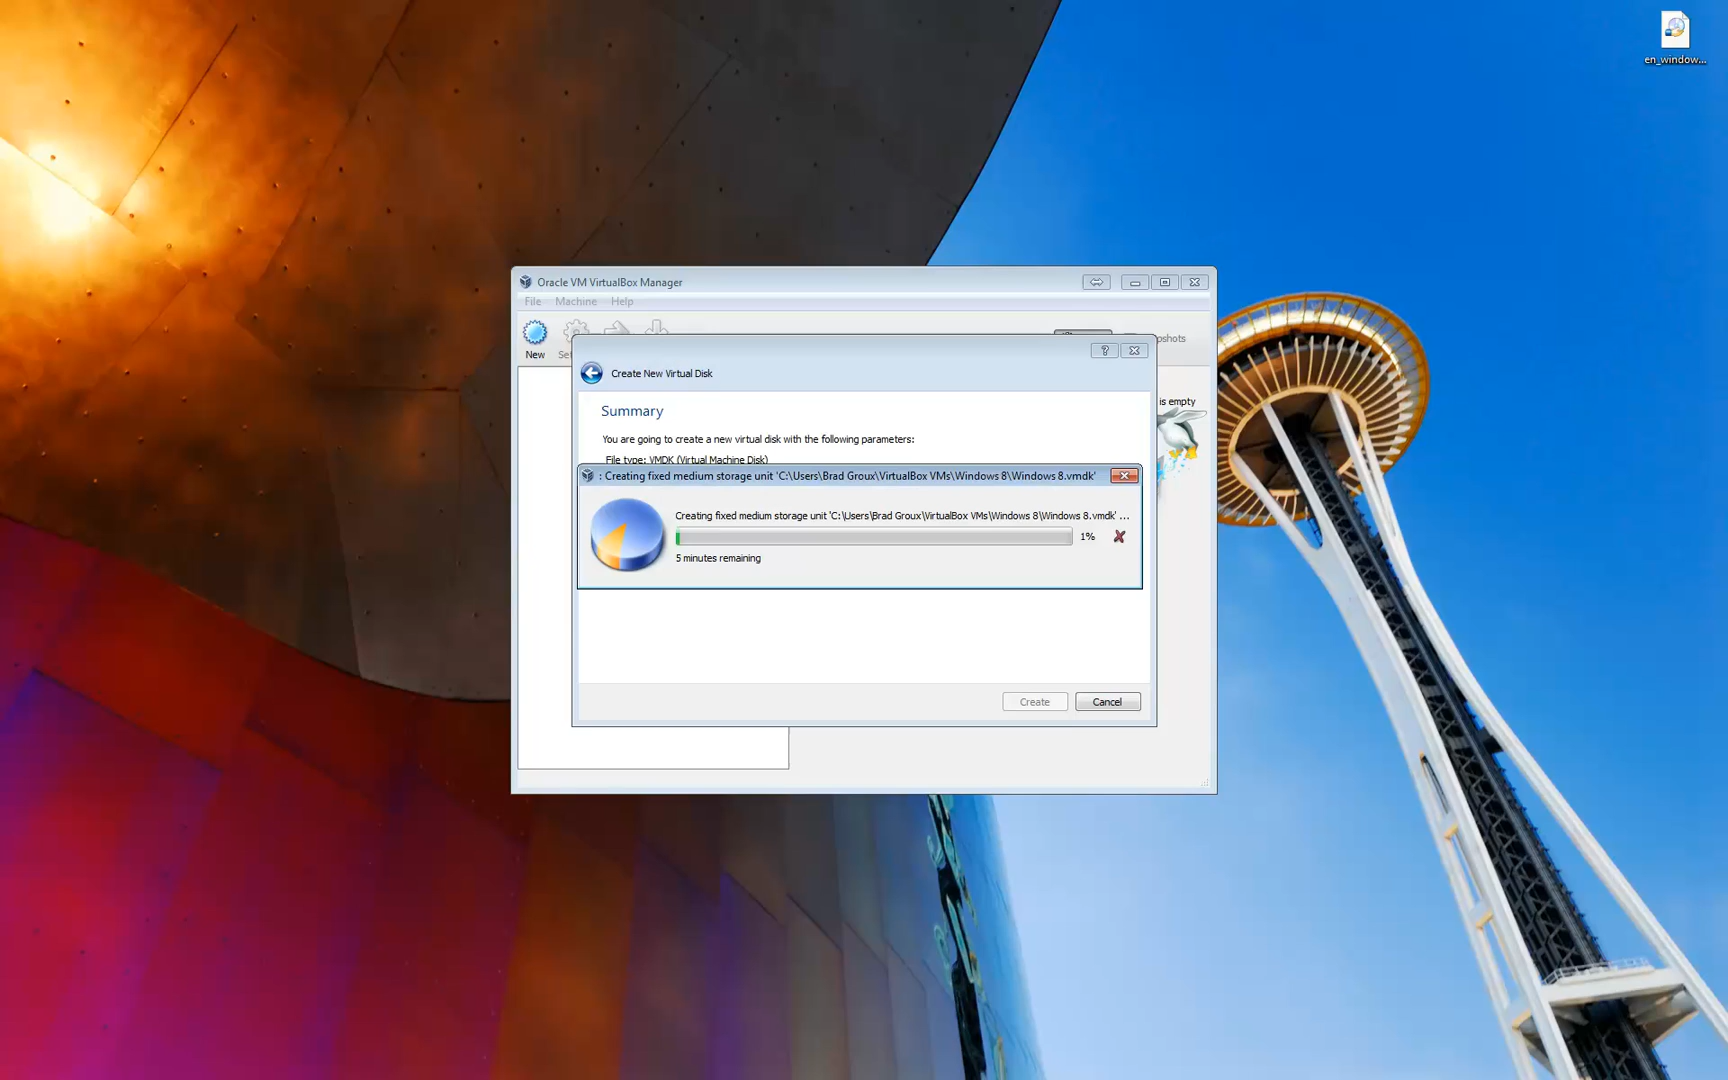 en_window...
Oracle VM VirtualBox Manager
File Machine Help
New
pshots
Create New Virtual Disk
is empty
Summary
You are going to create a new virtual disk with the following parameters:
File type: VMDK (Virtual Machine Disk)
: Creating fixed medium storage unit 'C:\Users\Brad Groux\VirtualBox VMs\Windows 8\Windows 8.vmdk'
Creating fixed medium storage unit 'C:\Users\Brad Groux\VirtualBox VMs\Windows 8\Windows 8.vmdk' ...
1%
5 minutes remaining
Create Cancel